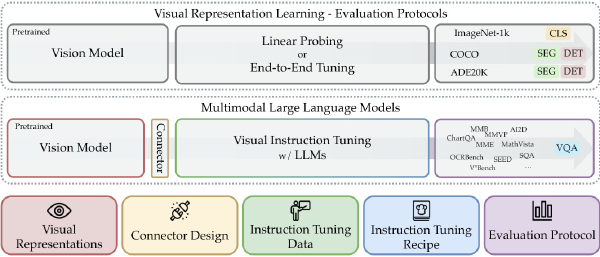 Visual Representation Learning - Evaluation Protocols
Pretrained
Vision Model
Linear Probing
or
End-to-End Tuning
ImageNet-1k CLS
COCO SEG DET
ADE20K SEG DET
Multimodal Large Language Models
Pretrained
Vision Model
Connector
Visual Instruction Tuning
w/ LLMs
MMB AI2D
ChartQA MMVP
MME MathVista
OCRBench SEED SQA
V*Bench ...
VQA
Visual
Representations
Connector Design
Instruction Tuning
Data
Instruction Tuning
Recipe
Evaluation Protocol